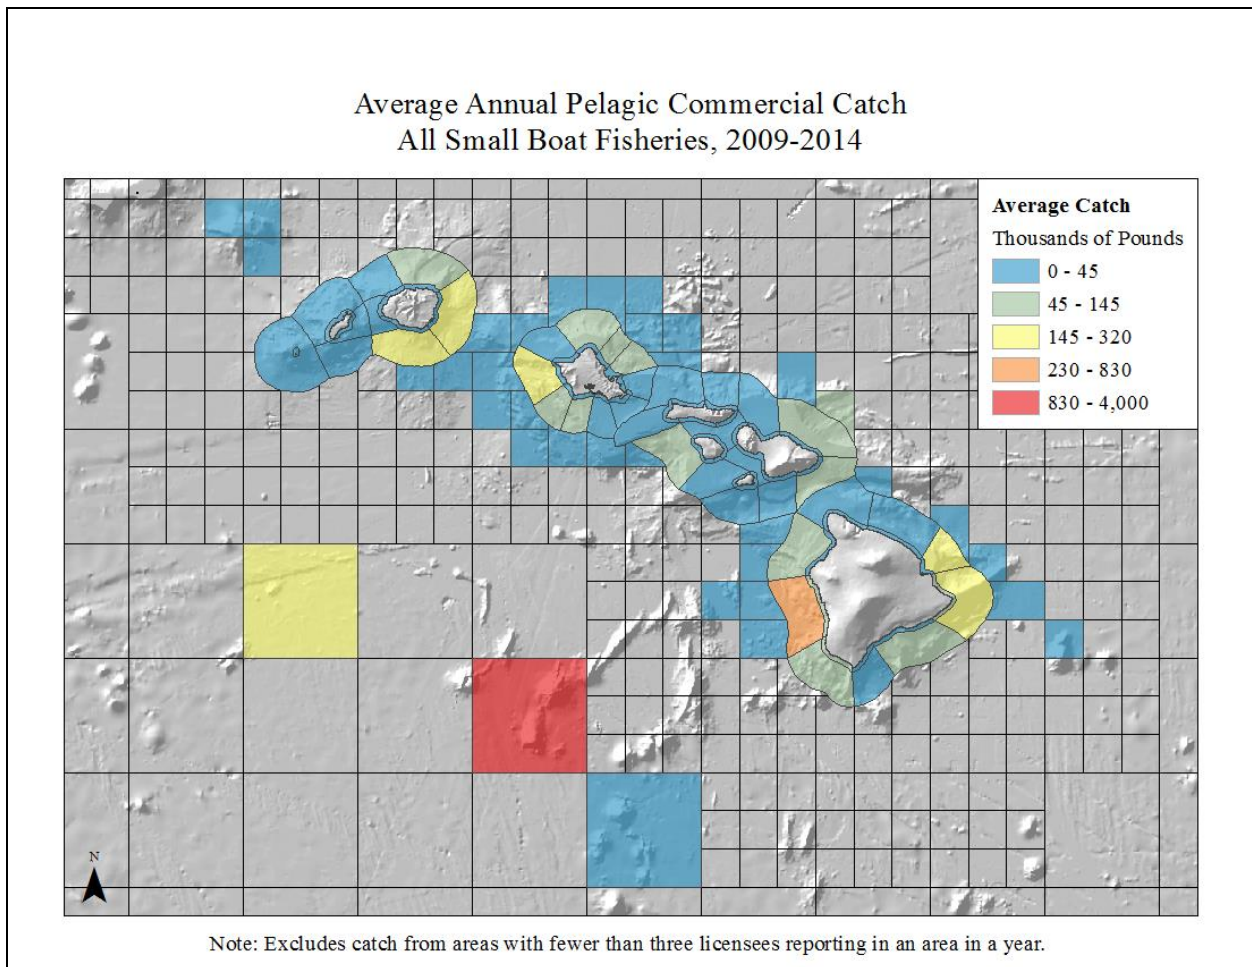 Average Annual Pelagic Commercial Catch
All Small Boat Fisheries, 2009-2014
Average Catch
Thousands of Pounds
0 - 45
45 - 145
145 - 320
230 - 830
830 - 4,000
N
Note: Excludes catch from areas with fewer than three licensees reporting in an area in a year.